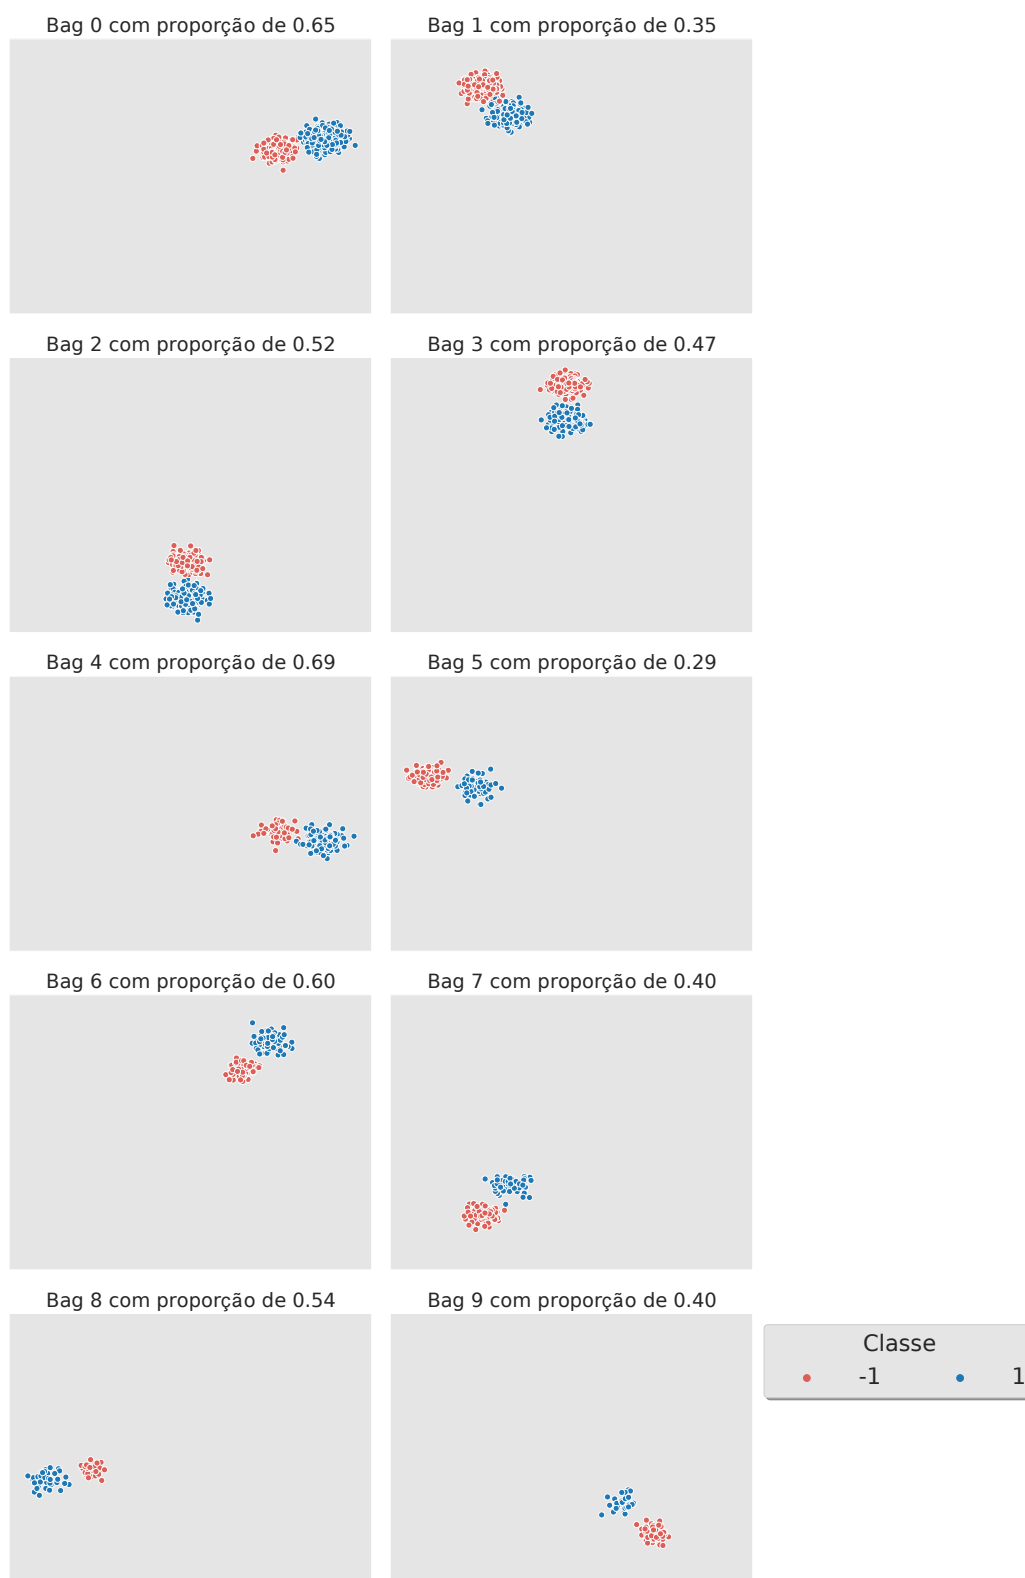 Bag 0 com proporção de 0.65
Bag 1 com proporção de 0.35
Bag 2 com proporção de 0.52
Bag 3 com proporção de 0.47
Bag 4 com proporção de 0.69
Bag 5 com proporção de 0.29
Bag 6 com proporção de 0.60
Bag 7 com proporção de 0.40
Bag 8 com proporção de 0.54
Bag 9 com proporção de 0.40
Classe
-1 1